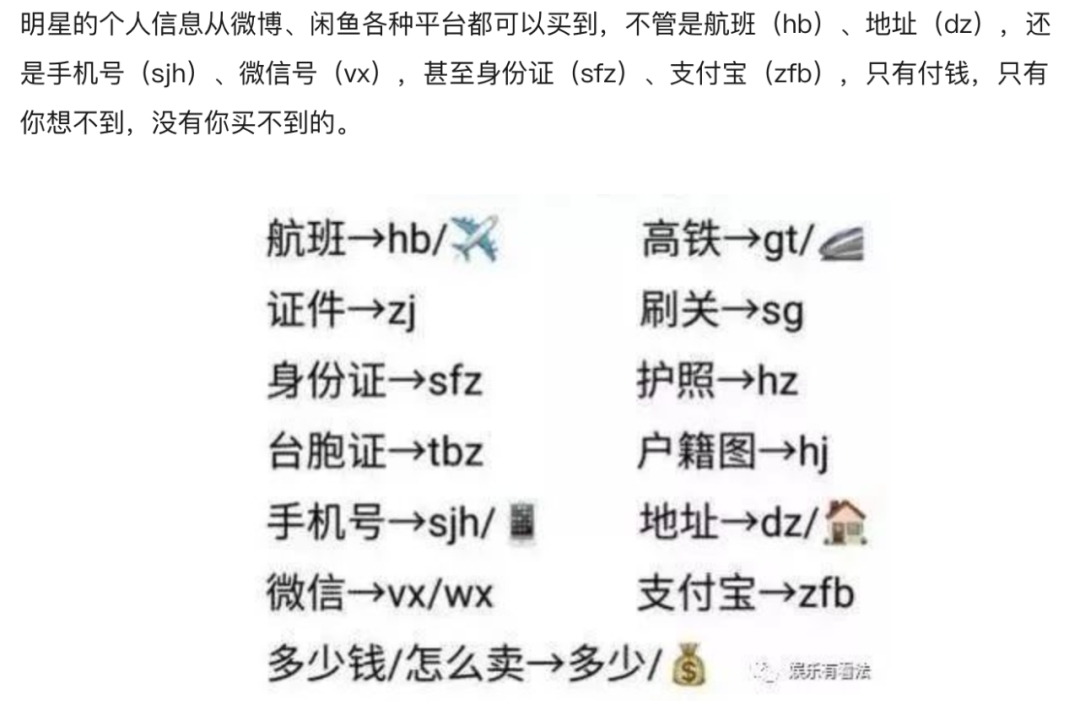 明星的个人信息从微博、闲鱼各种平台都可以买到，不管是航班（hb）、地址（dz），还
是手机号（sjh）、微信号（vx），甚至身份证（sfz）、支付宝（zfb），只有付钱，只有
你想不到，没有你买不到的。
航班→hb/✈️ 高铁→gt/🚄
证件→zj 刷关→sg
身份证→sfz 护照→hz
台胞证→tbz 户籍图→hj
手机号→sjh/📱 地址→dz/🏠
微信→vx/wx 支付宝→zfb
多少钱/怎么卖→多少/💰
娱乐有看法